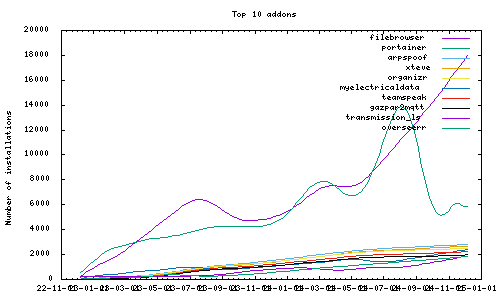 Top 10 addons
20000
18000
16000
14000
12000
10000
8000
6000
4000
2000
0
Number of installations
filebrowser
portainer
arpspoof
xteve
organizr
myelectricaldata
teamspeak
gazpar2mqtt
transmission_ls
overseerr